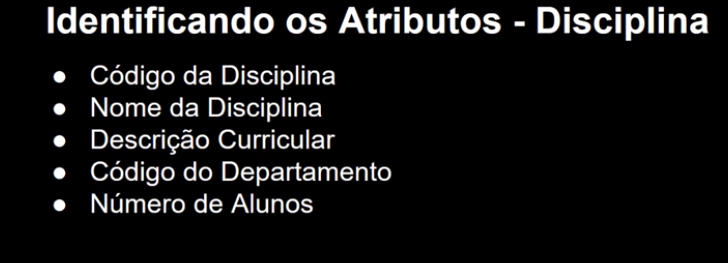 Identificando os Atributos - Disciplina
● Código da Disciplina
● Nome da Disciplina
● Descrição Curricular
● Código do Departamento
● Número de Alunos